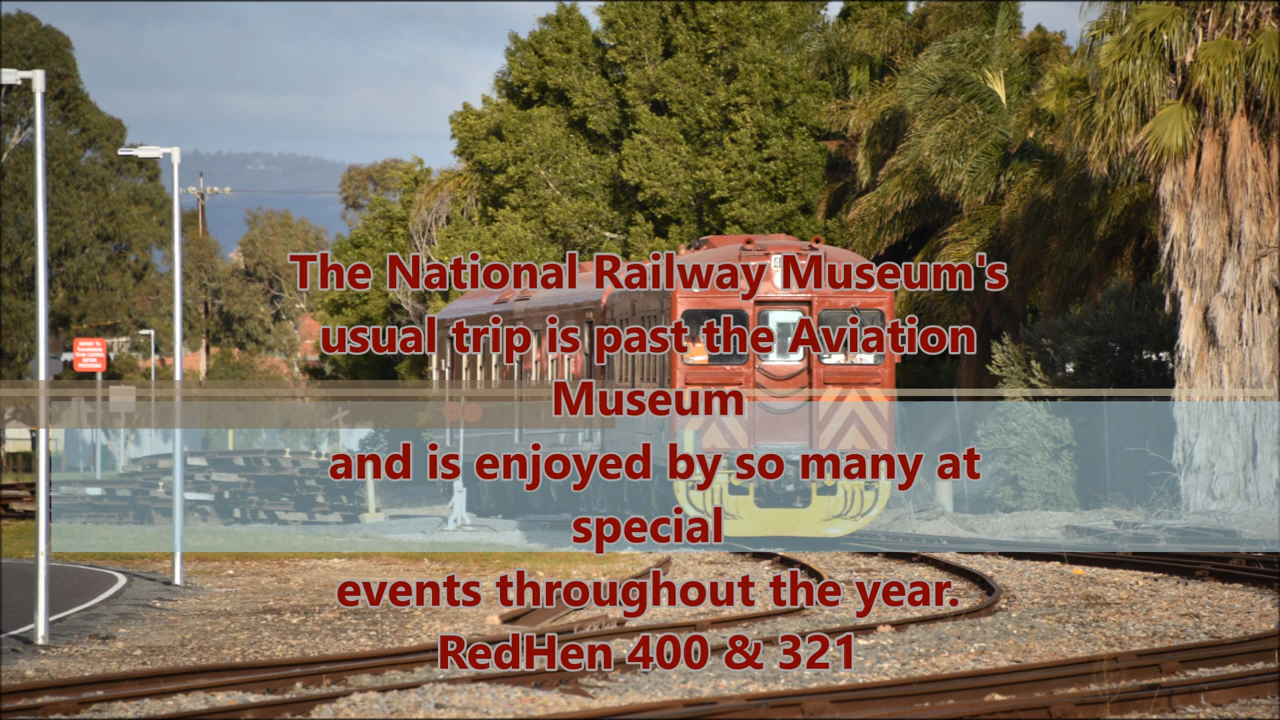 The National Railway Museum's
usual trip is past the Aviation
Museum
and is enjoyed by so many at
special
events throughout the year.
RedHen 400 & 321